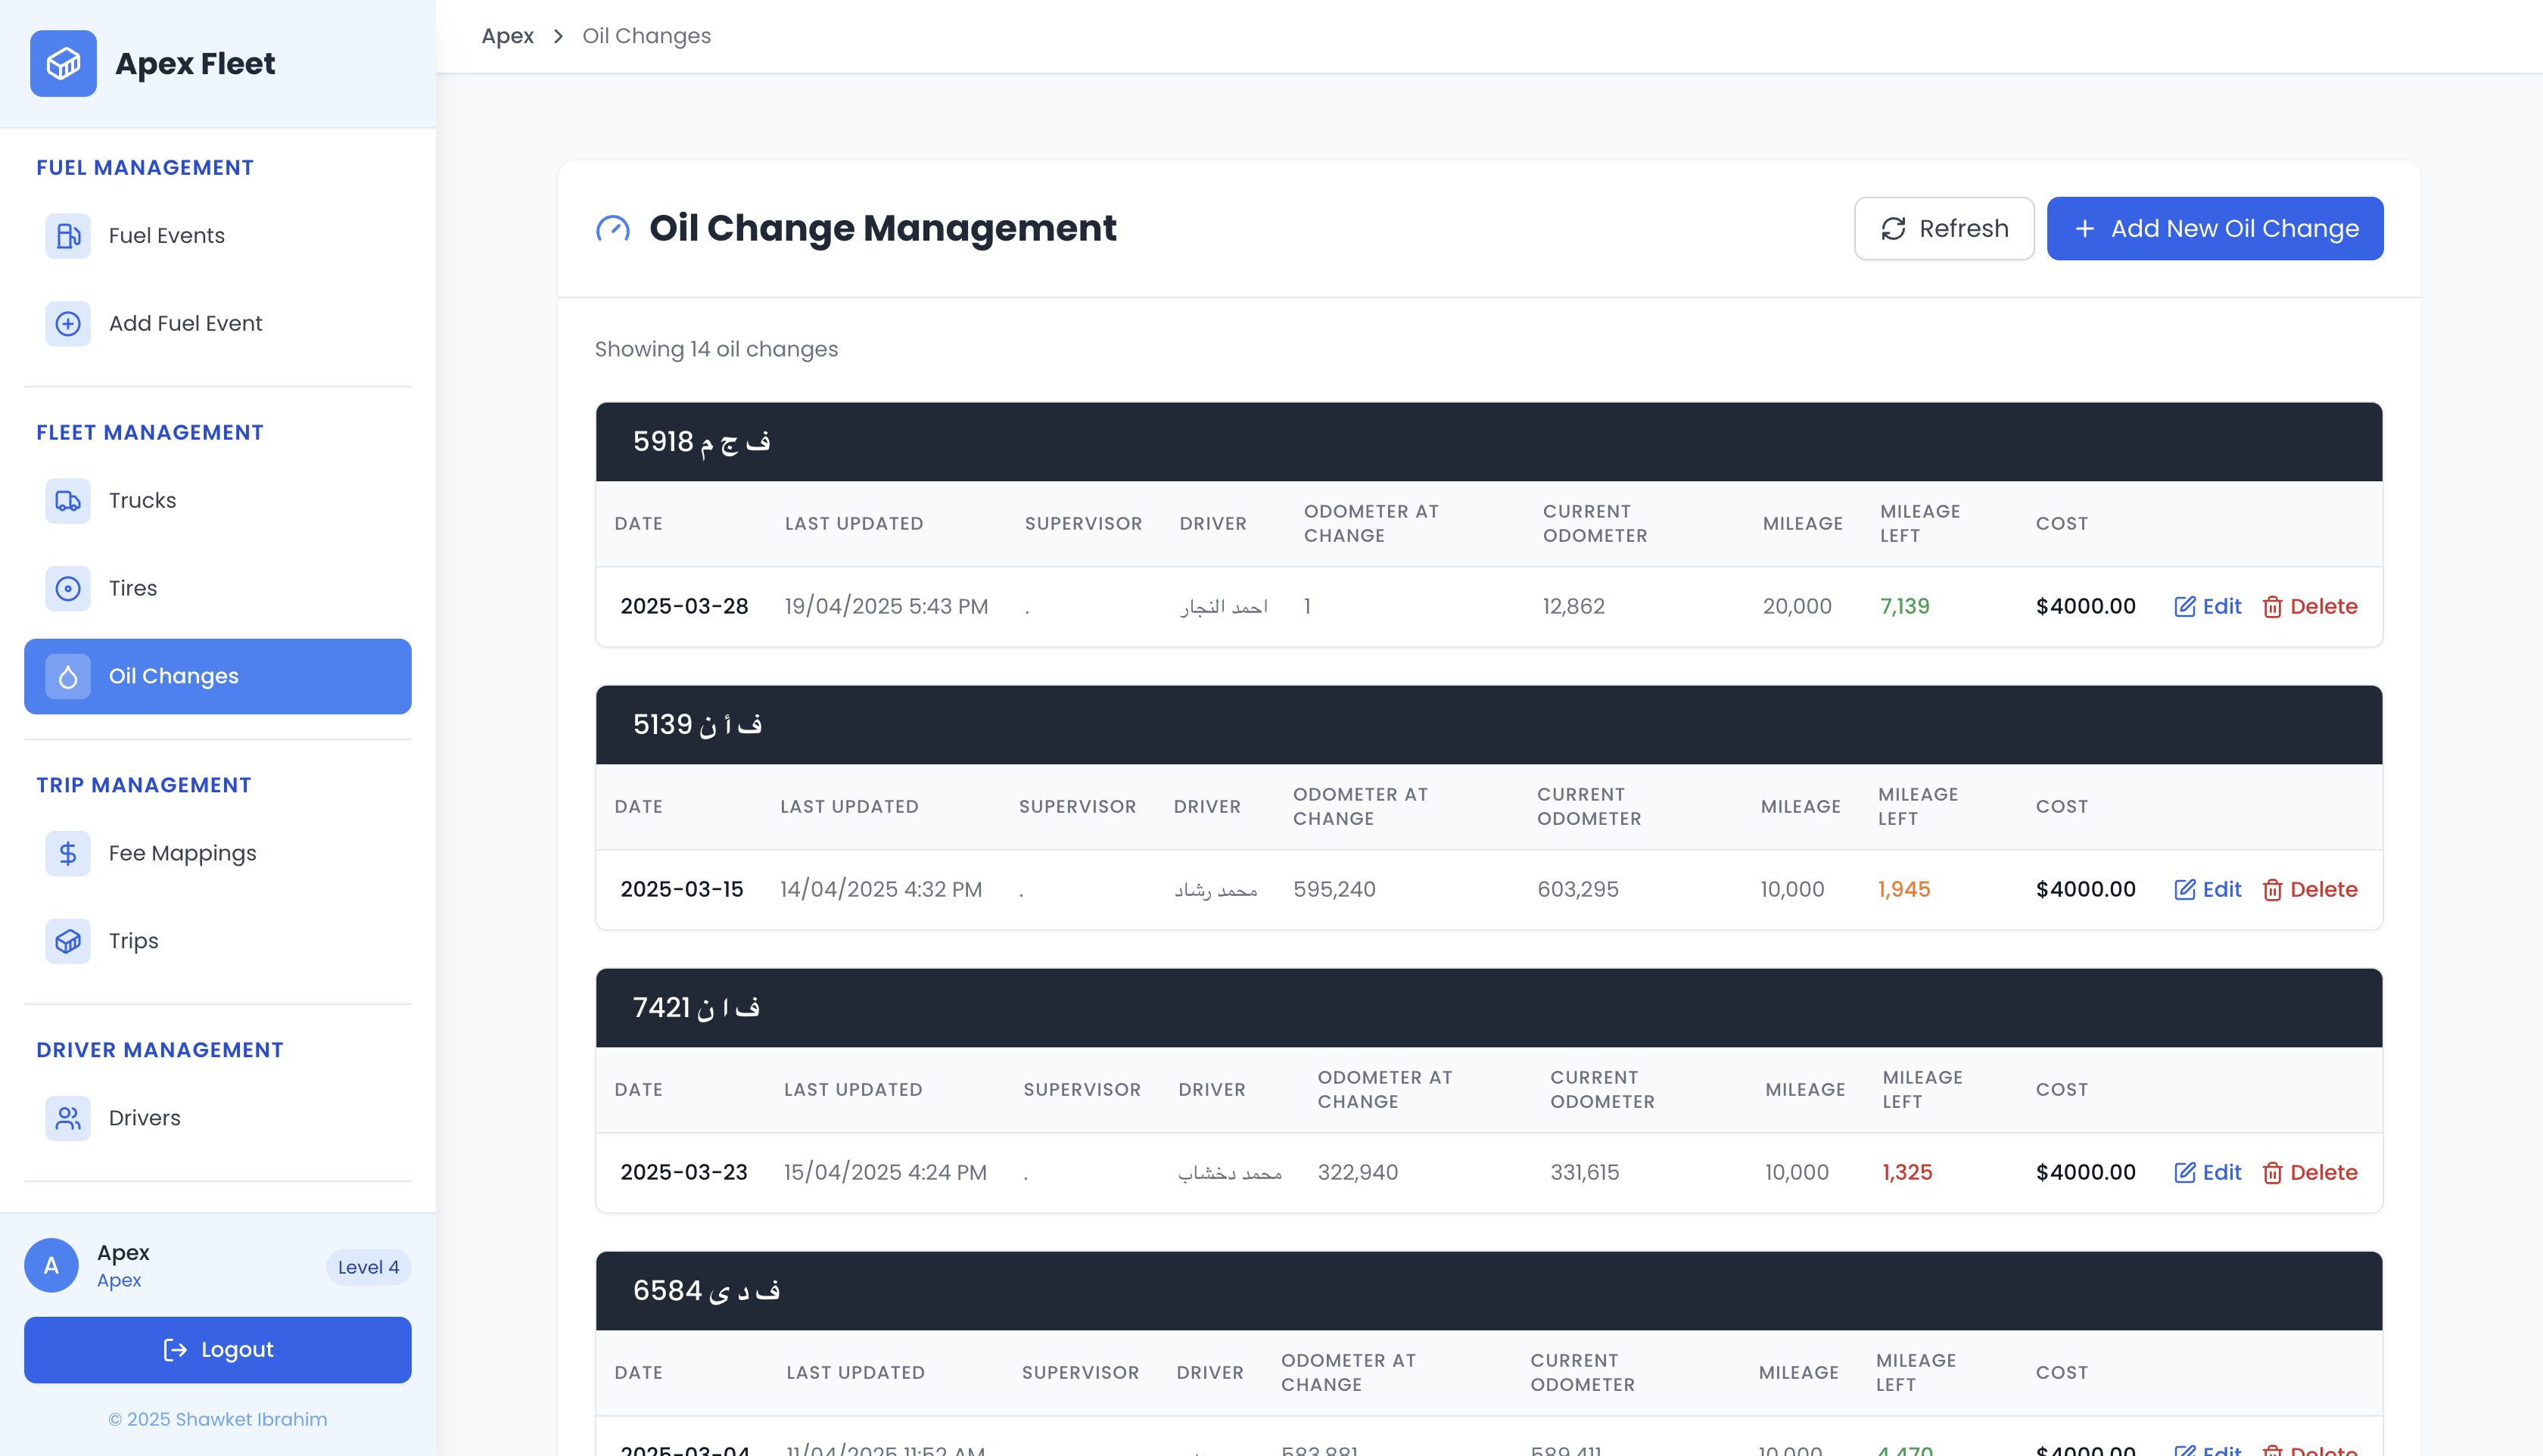 Apex Fleet
FUEL MANAGEMENT
Fuel Events
Add Fuel Event
FLEET MANAGEMENT
Trucks
Tires
Oil Changes
TRIP MANAGEMENT
Fee Mappings
Trips
DRIVER MANAGEMENT
Drivers
A
Apex
Apex
Level 4
Logout
© 2025 Shawket Ibrahim
Apex > Oil Changes
Oil Change Management
Refresh
+ Add New Oil Change
Showing 14 oil changes
ف ج م 5918
DATE LAST UPDATED SUPERVISOR DRIVER ODOMETER AT CHANGE CURRENT ODOMETER MILEAGE MILEAGE LEFT COST
2025-03-28 19/04/2025 5:43 PM . احمد النجار 1 12,862 20,000 7,139 $4000.00 Edit Delete
ف أ ن 5139
DATE LAST UPDATED SUPERVISOR DRIVER ODOMETER AT CHANGE CURRENT ODOMETER MILEAGE MILEAGE LEFT COST
2025-03-15 14/04/2025 4:32 PM . محمد رشاد 595,240 603,295 10,000 1,945 $4000.00 Edit Delete
ف ا ن 7421
DATE LAST UPDATED SUPERVISOR DRIVER ODOMETER AT CHANGE CURRENT ODOMETER MILEAGE MILEAGE LEFT COST
2025-03-23 15/04/2025 4:24 PM . محمد دخشاب 322,940 331,615 10,000 1,325 $4000.00 Edit Delete
ف د ى 6584
DATE LAST UPDATED SUPERVISOR DRIVER ODOMETER AT CHANGE CURRENT ODOMETER MILEAGE MILEAGE LEFT COST
2025-03-04 11/04/2025 11:52 AM 583,881 589,411 10,000 4,470 $4000.00 Edit Delete